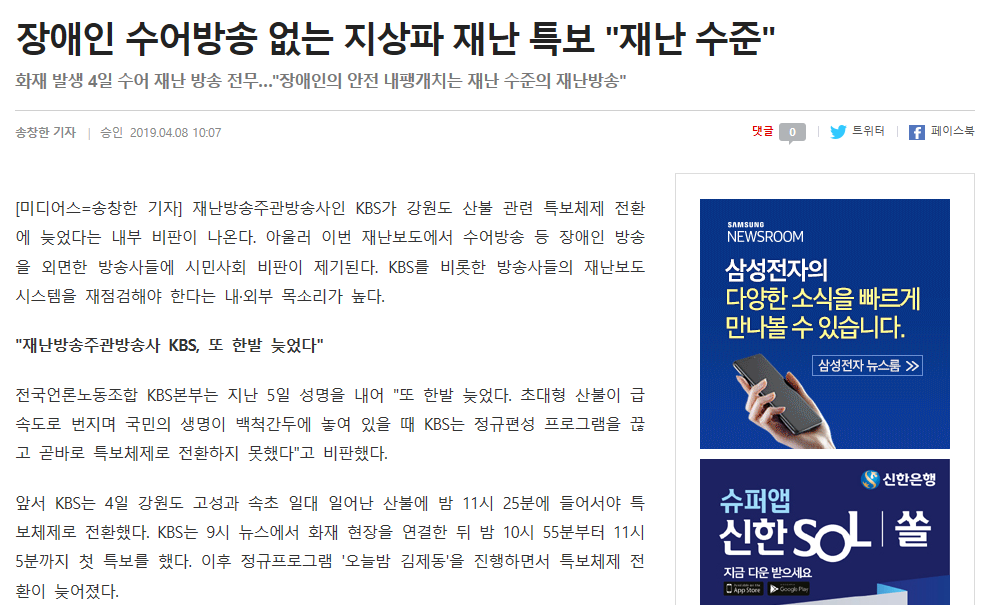 장애인 수어방송 없는 지상파 재난 특보 "재난 수준"
화재 발생 4일 수어 재난 방송 전무..."장애인의 안전 내팽개치는 재난 수준의 재난방송"
송창한 기자 | 승인 2019.04.08 10:07
댓글 0 | 트위터 | 페이스북
[미디어스=송창한 기자] 재난방송주관방송사인 KBS가 강원도 산불 관련 특보체제 전환
에 늦었다는 내부 비판이 나온다. 아울러 이번 재난보도에서 수어방송 등 장애인 방송
을 외면한 방송사들에 시민사회 비판이 제기된다. KBS를 비롯한 방송사들의 재난보도
시스템을 재점검해야 한다는 내·외부 목소리가 높다.
"재난방송주관방송사 KBS, 또 한발 늦었다"
전국언론노동조합 KBS본부는 지난 5일 성명을 내어 "또 한발 늦었다. 초대형 산불이 급
속도로 번지며 국민의 생명이 백척간두에 놓여 있을 때 KBS는 정규편성 프로그램을 끊
고 곧바로 특보체제로 전환하지 못했다"고 비판했다.
앞서 KBS는 4일 강원도 고성과 속초 일대 일어난 산불에 밤 11시 25분에 들어서야 특
보체제로 전환했다. KBS는 9시 뉴스에서 화재 현장을 연결한 뒤 밤 10시 55분부터 11시
5분까지 첫 특보를 했다. 이후 정규프로그램 '오늘밤 김제동'을 진행하면서 특보체제 전
환이 늦어졌다.
SAMSUNG
NEWSROOM
삼성전자의
다양한 소식을 빠르게
만나볼 수 있습니다.
삼성전자 뉴스룸
신한은행
슈퍼앱
신한 SOL | 쏠
지금 다운 받으세요
App Store Google Play